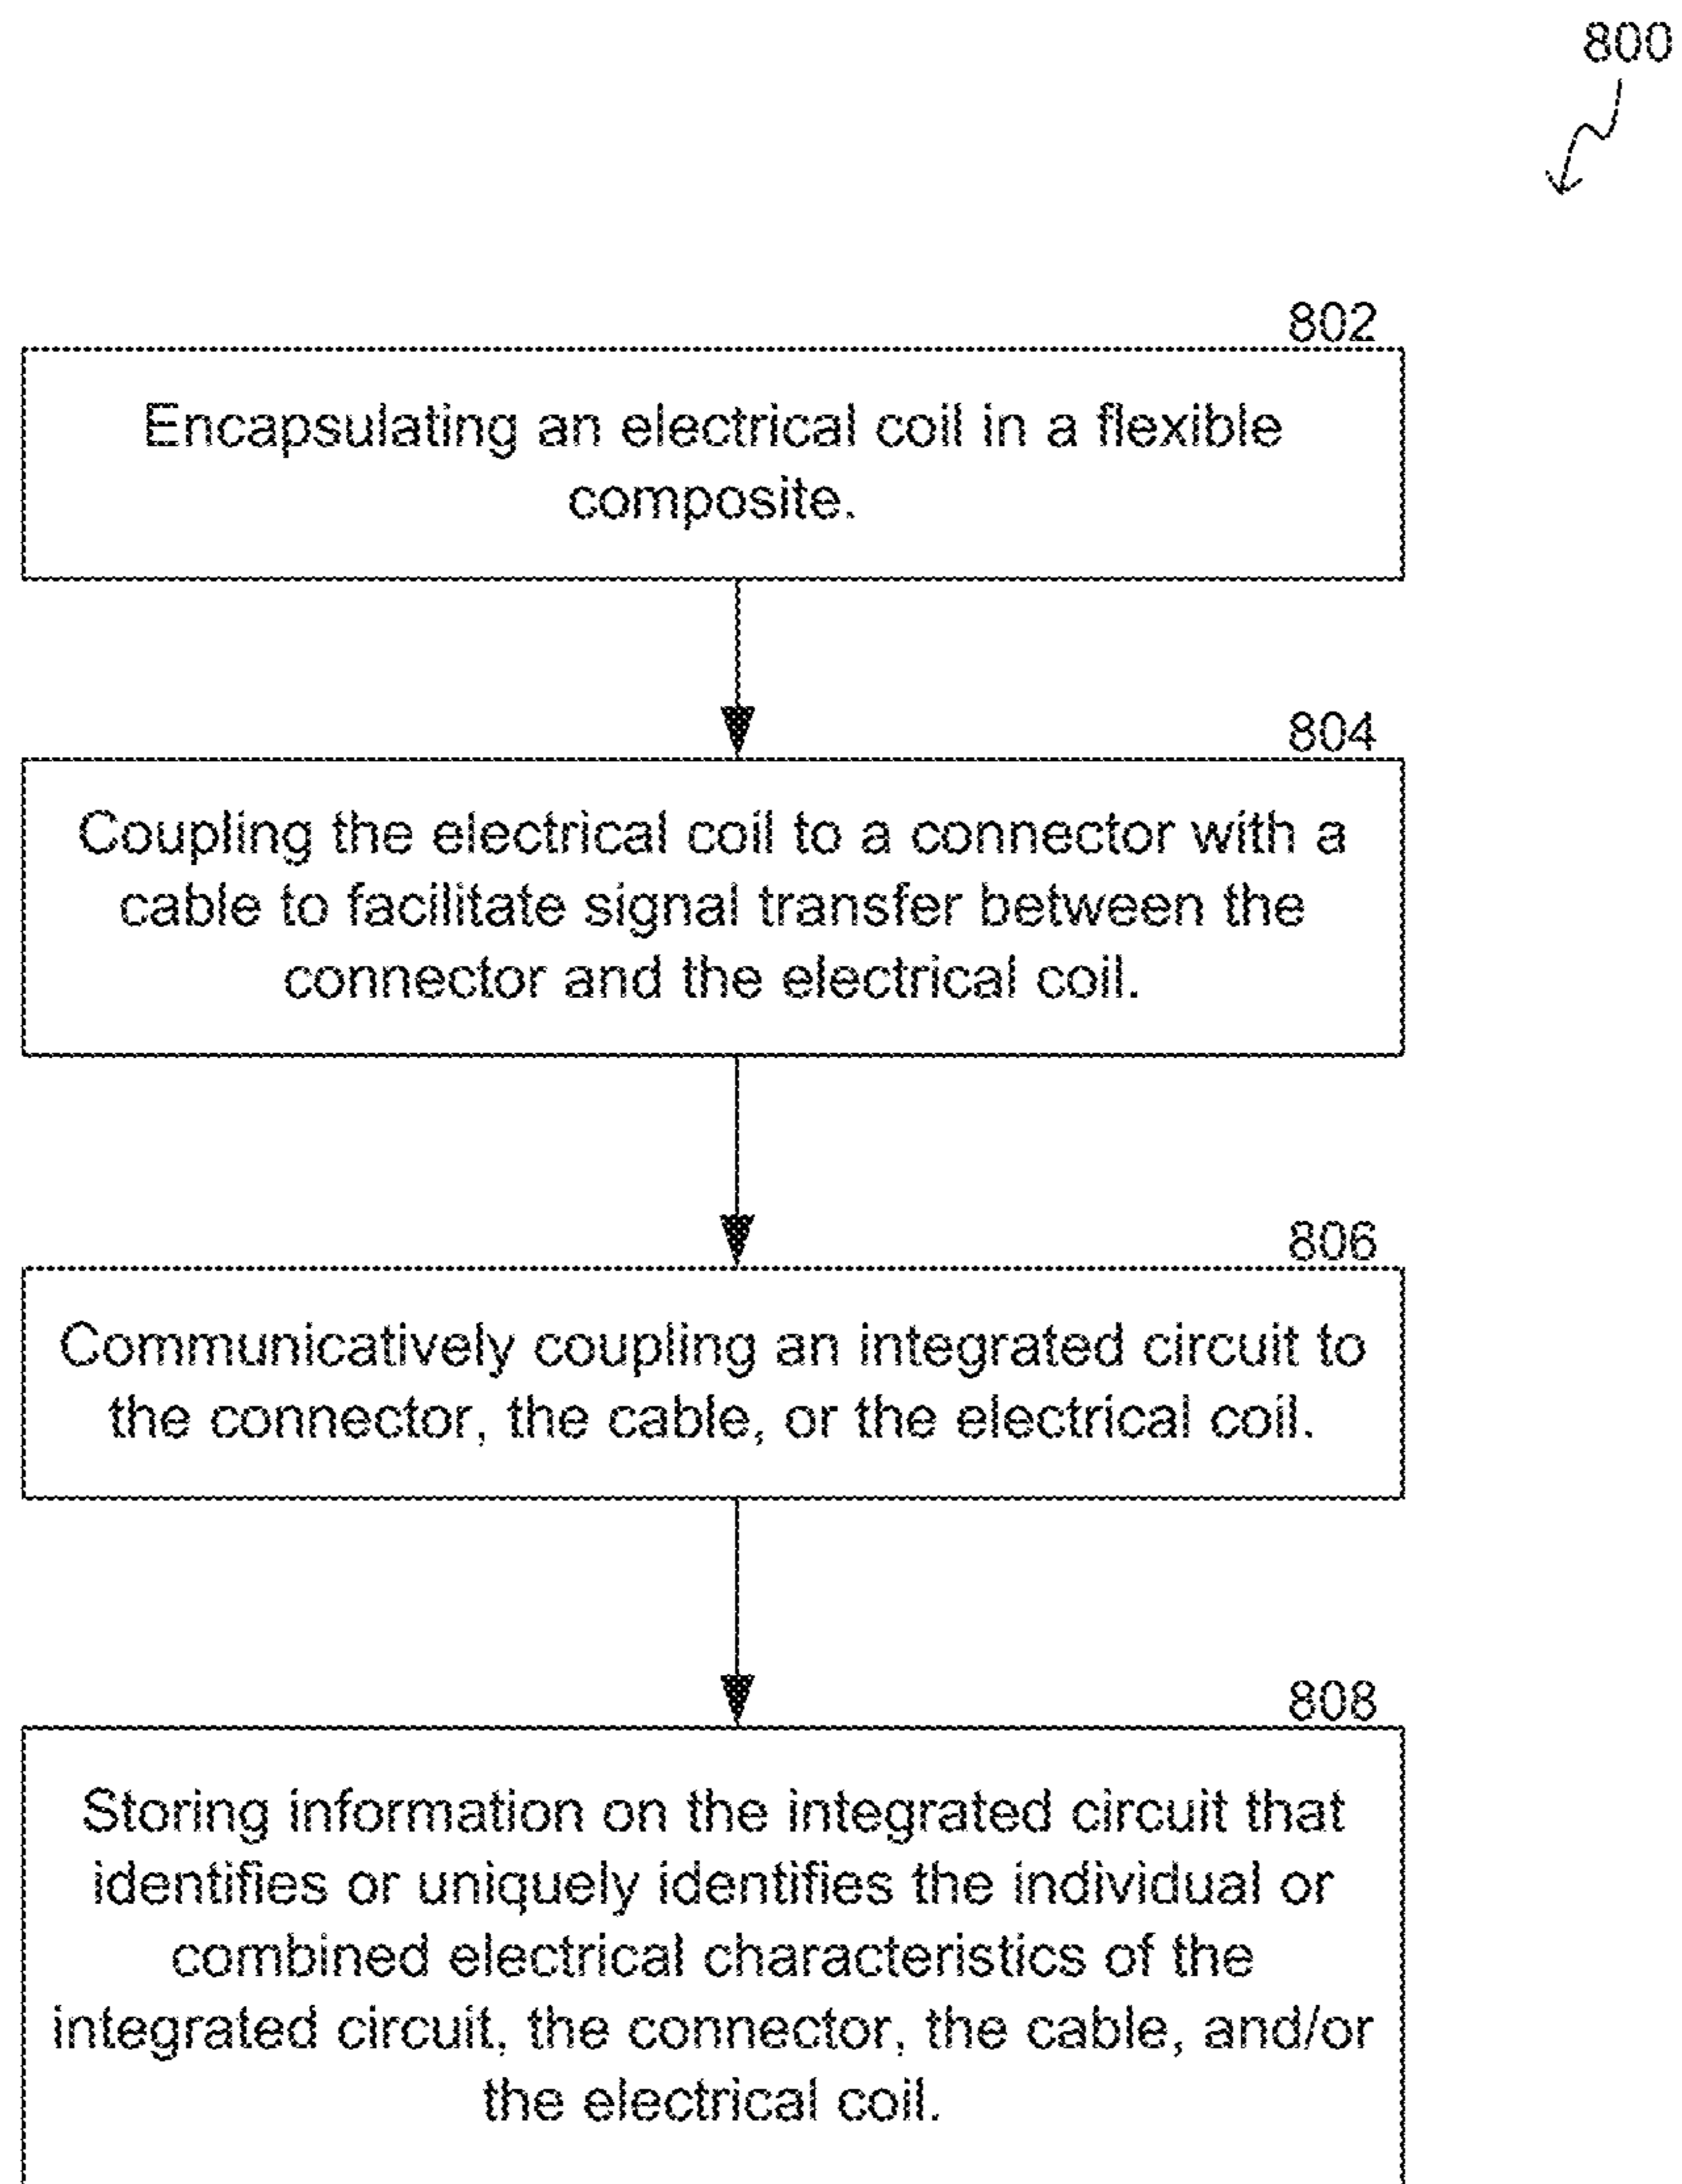 800
802
Encapsulating an electrical coil in a flexible
composite.
804
Coupling the electrical coil to a connector with a
cable to facilitate signal transfer between the
connector and the electrical coil.
806
Communicatively coupling an integrated circuit to
the connector, the cable, or the electrical coil.
808
Storing information on the integrated circuit that
identifies or uniquely identifies the individual or
combined electrical characteristics of the
integrated circuit, the connector, the cable, and/or
the electrical coil.